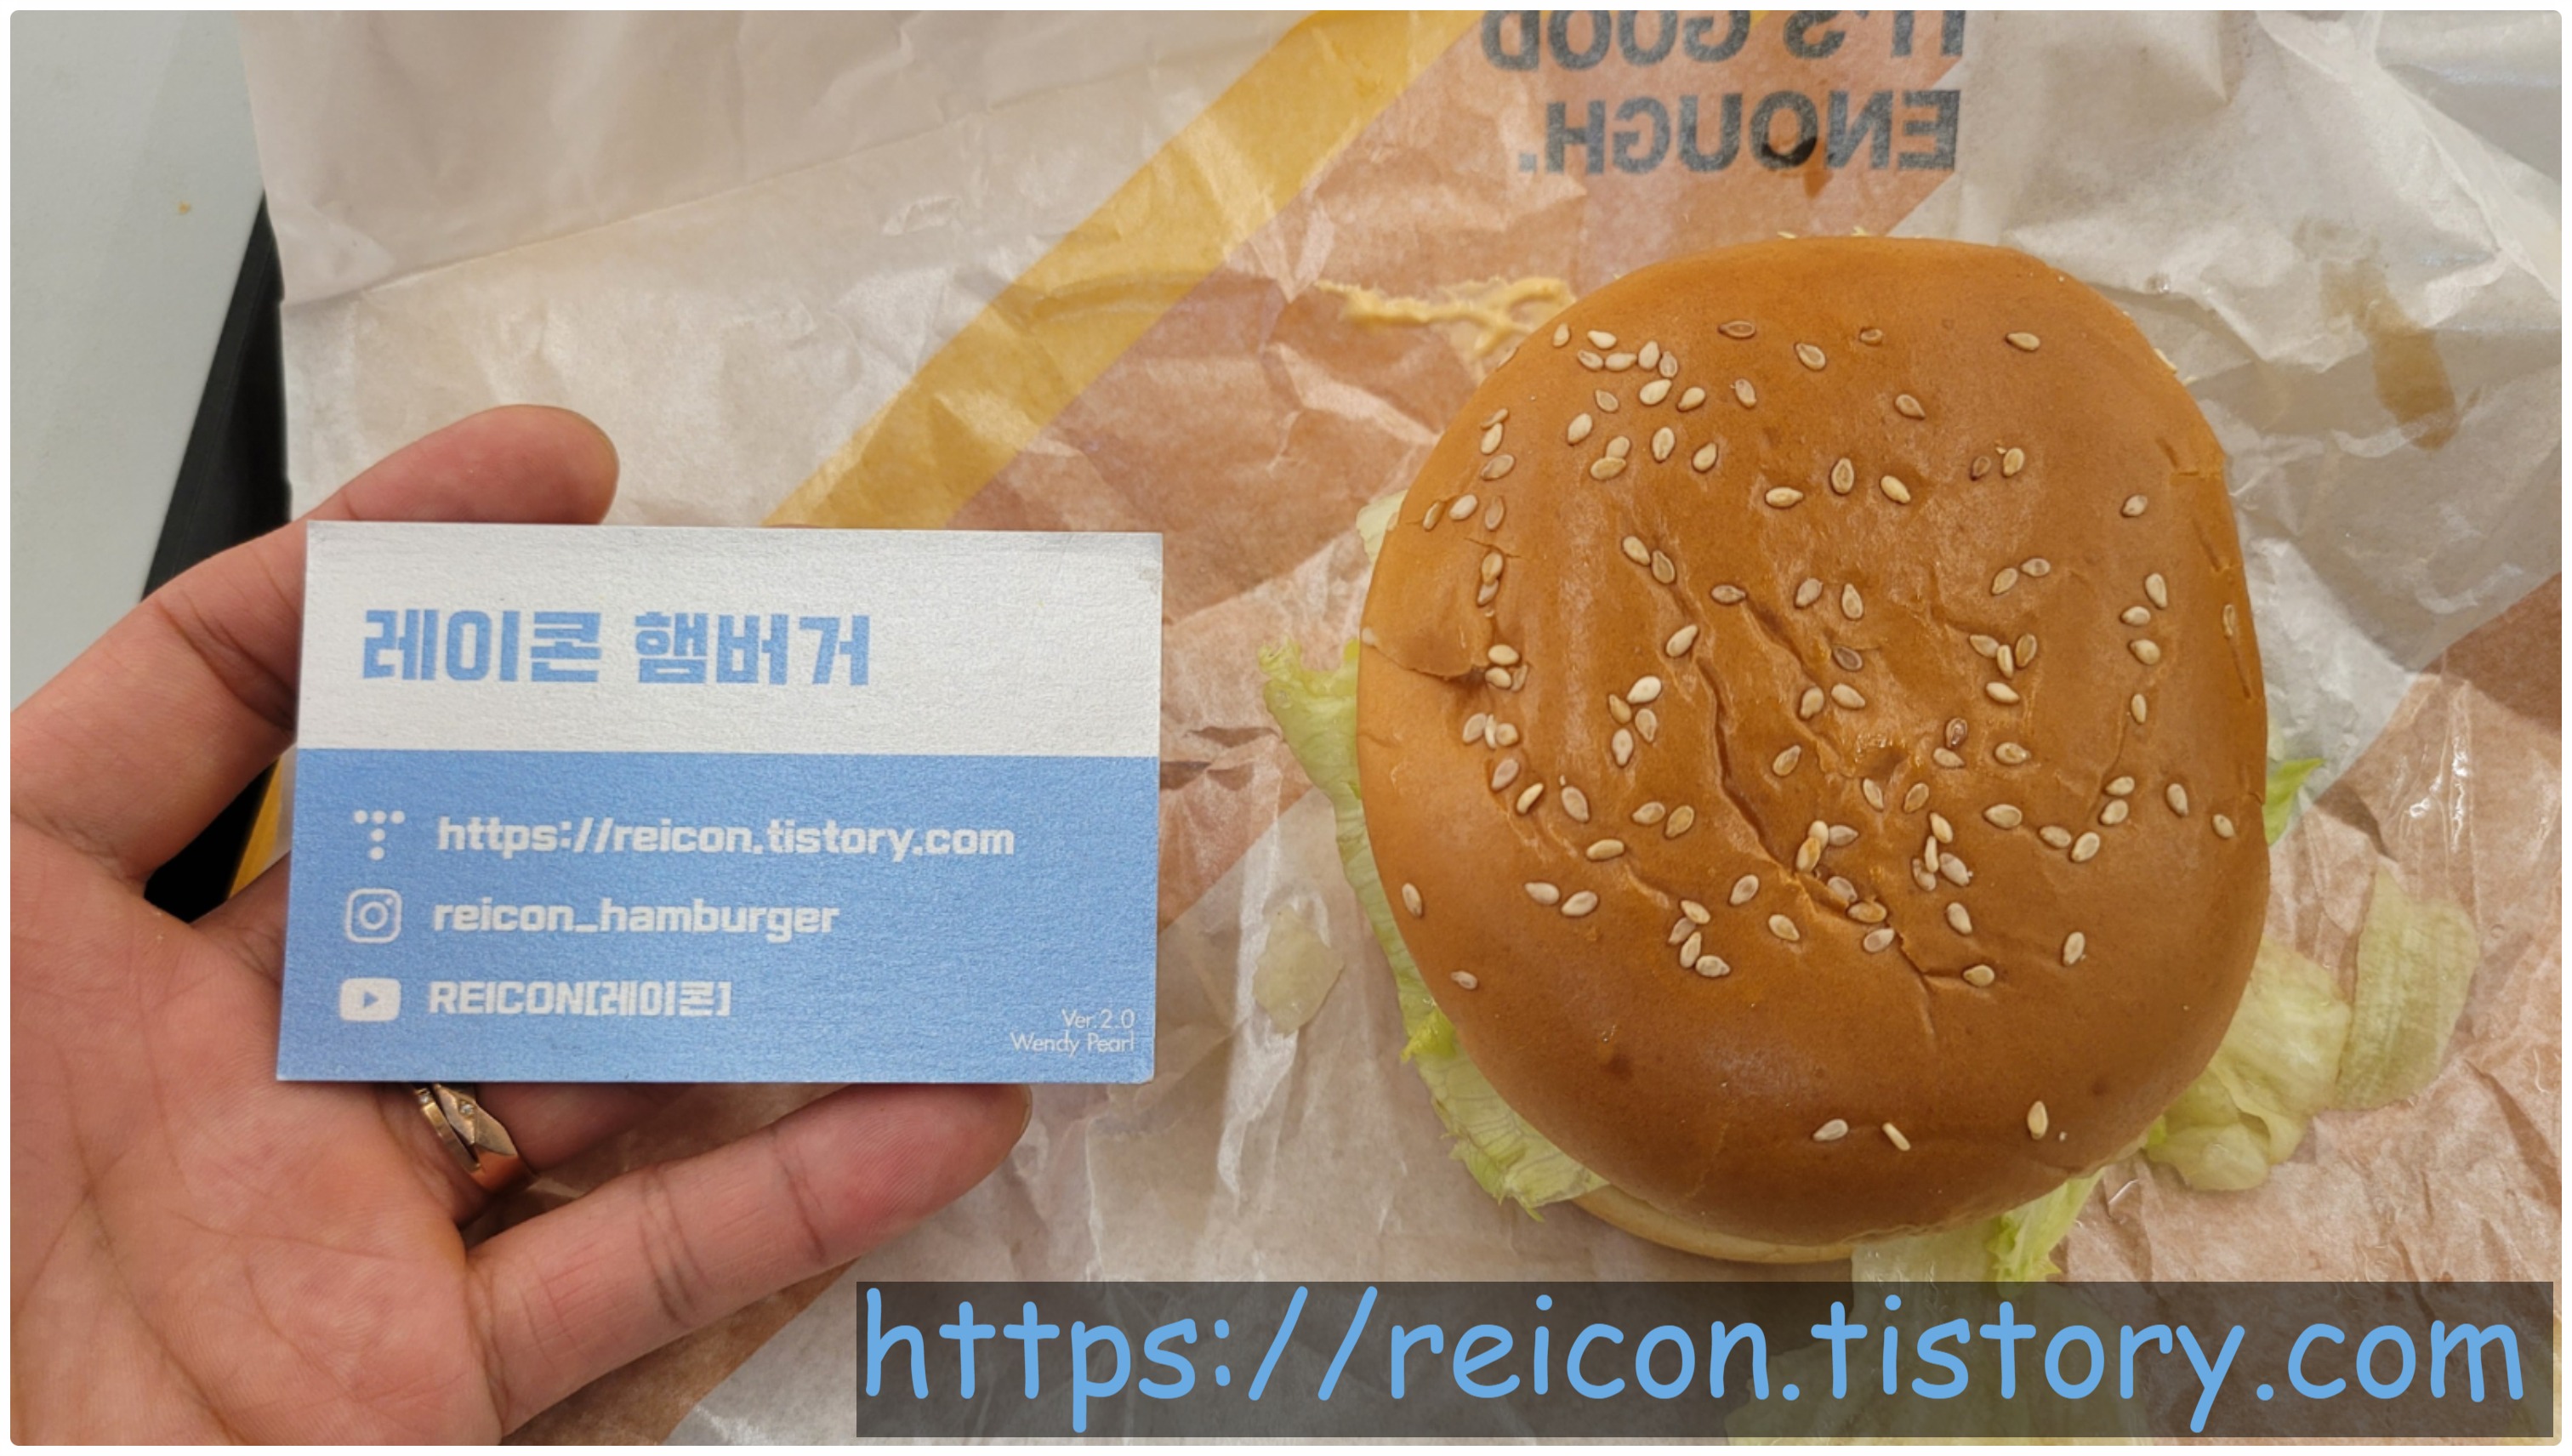 IT'S GOOD
ENOUGH.
레이콘 햄버거
https://reicon.tistory.com
reicon_hamburger
REICON[레이콘]
Ver.2.0
Wendy Pearl
https://reicon.tistory.com